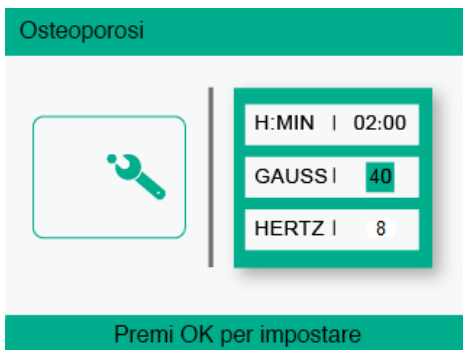 Osteoporosi
H:MIN | 02:00
GAUSS | 40
HERTZ | 8
Premi OK per impostare